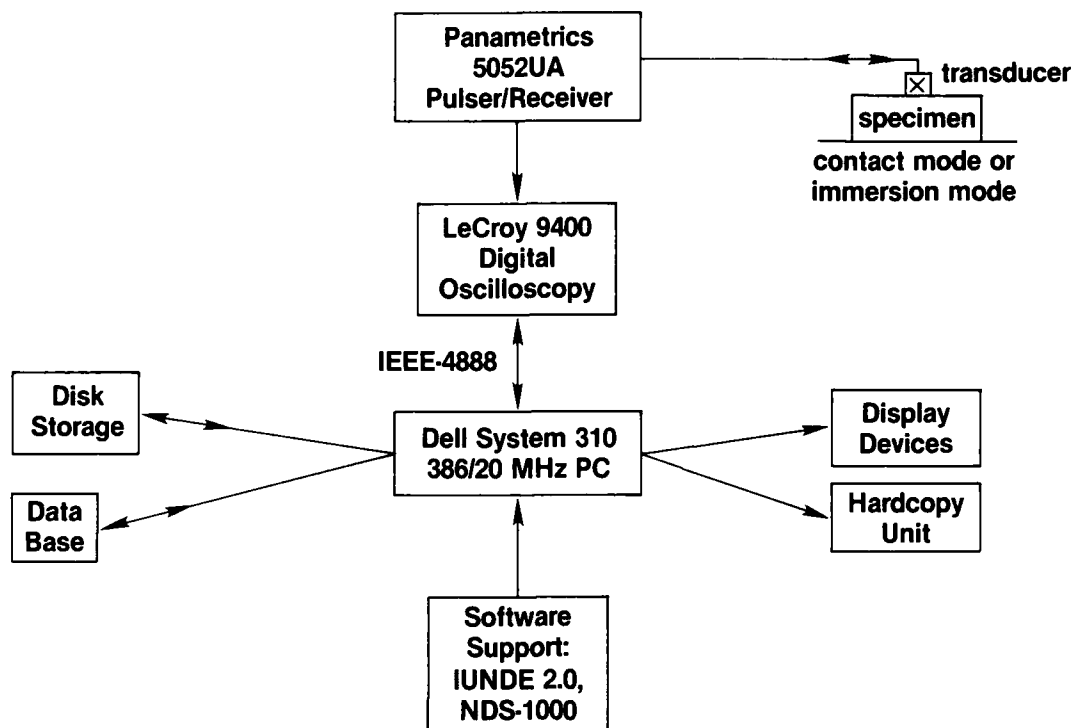 Panametrics
5052UA
Pulser/Receiver
transducer
specimen
contact mode or
immersion mode
LeCroy 9400
Digital
Oscilloscopy
IEEE-4888
Disk
Storage
Dell System 310
386/20 MHz PC
Display
Devices
Data
Base
Hardcopy
Unit
Software
Support:
IUNDE 2.0,
NDS-1000